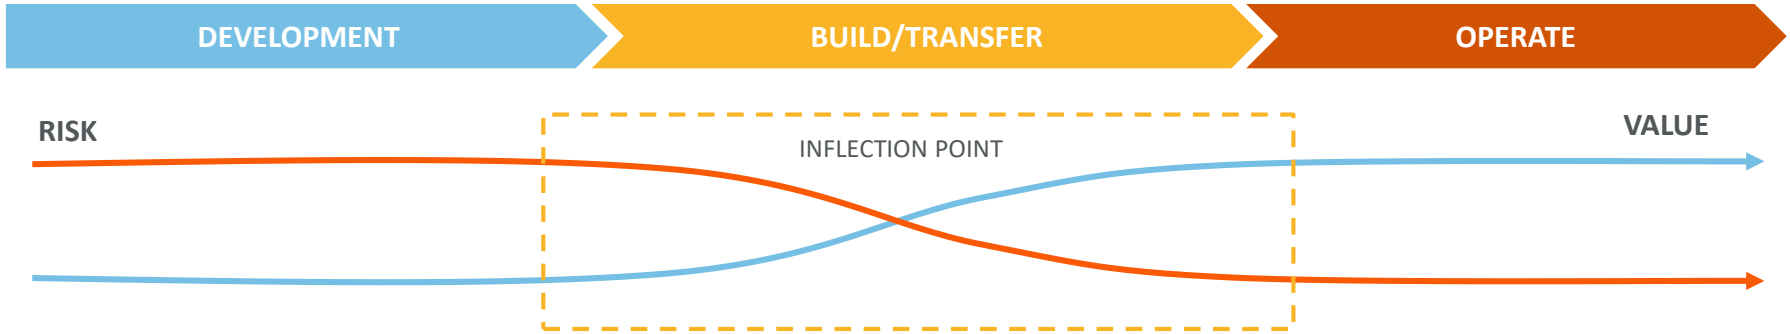 DEVELOPMENT
BUILD/TRANSFER
OPERATE
RISK
INFLECTION POINT
VALUE